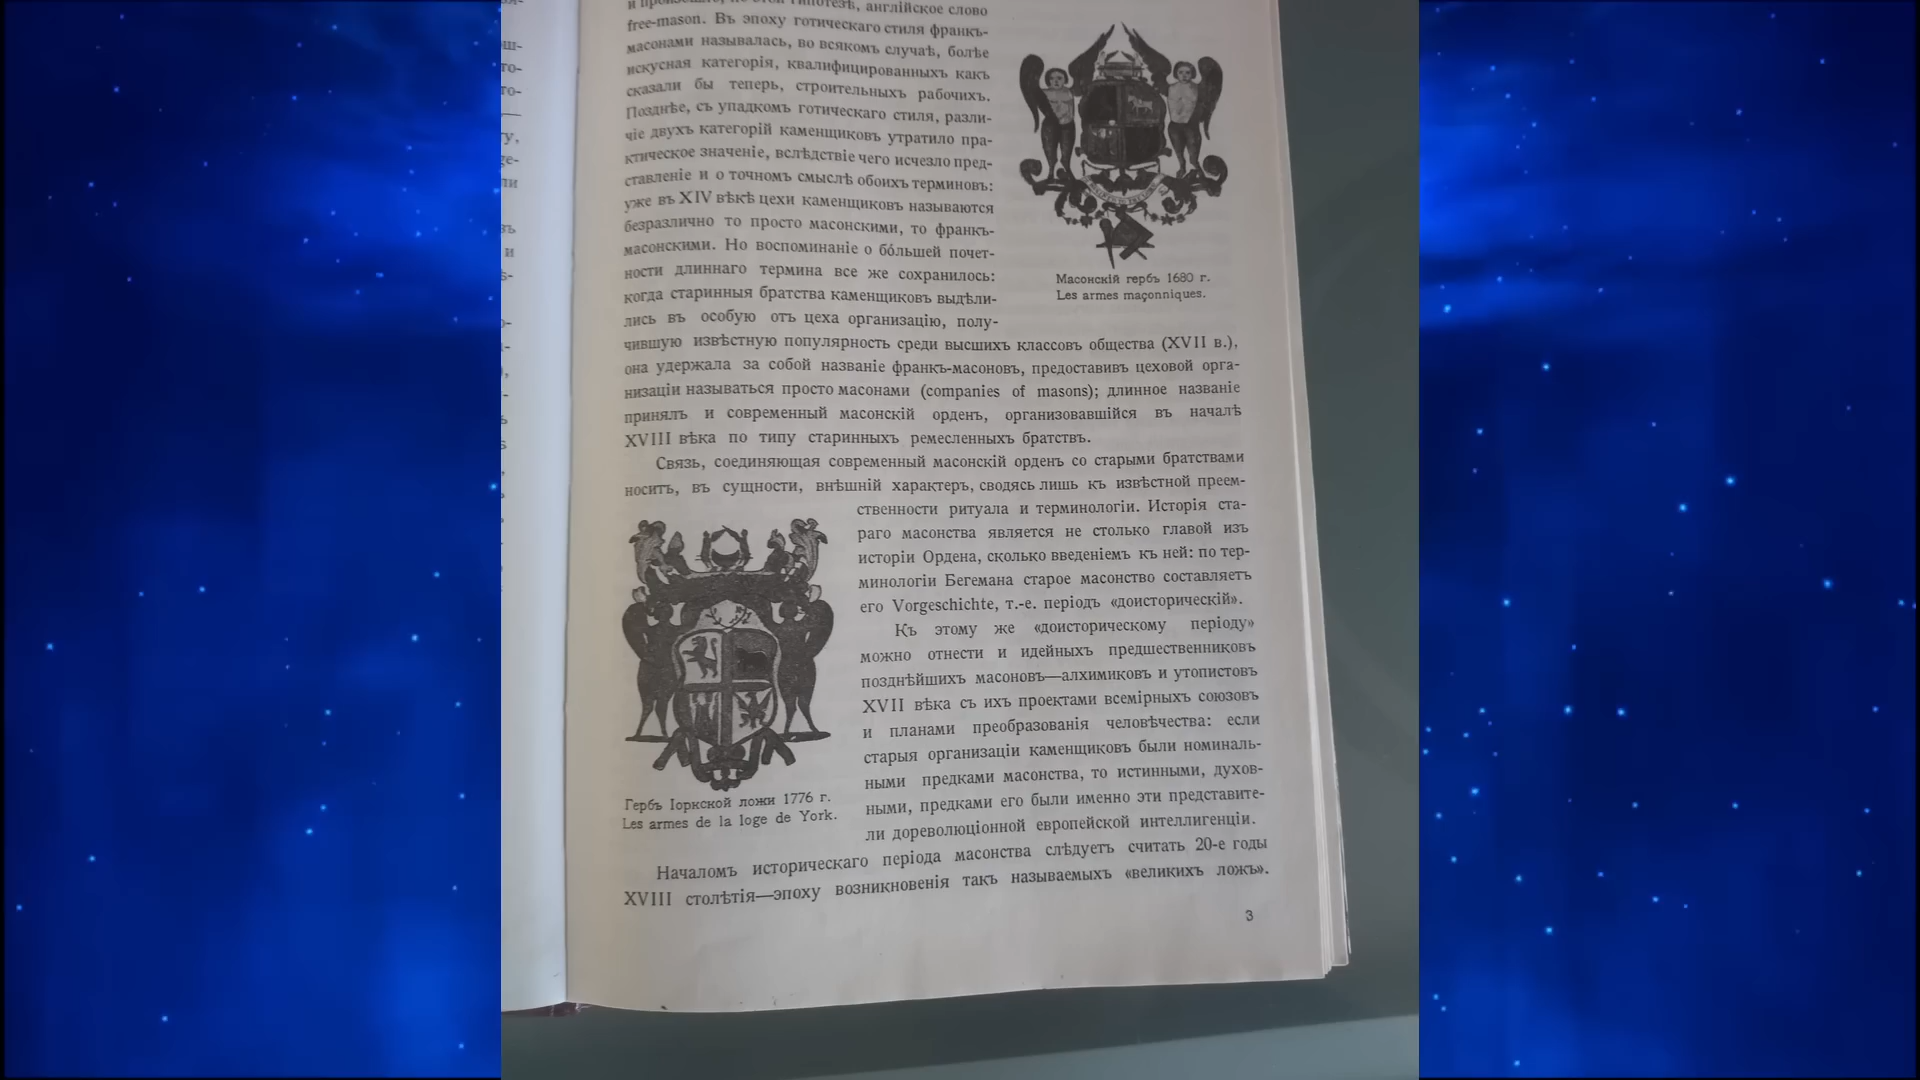 и произошло, по этой гипотезѣ, англійское слово
free-mason. Въ эпоху готическаго стиля франкъ-
масонами называлась, во всякомъ случаѣ, болѣе
искусная категорія, квалифицированныхъ какъ
сказали бы теперь, строительныхъ рабочихъ.
Позднѣе, съ упадкомъ готическаго стиля, разли-
чіе двухъ категорій каменщиковъ утратило пра-
ктическое значеніе, вслѣдствіе чего исчезло пред-
ставленіе и о точномъ смыслѣ обоихъ терминовъ:
уже въ XIV вѣкѣ цехи каменщиковъ называются
безразлично то просто масонскими, то франкъ-
масонскими. Но воспоминаніе о бо́льшей почет-
ности длиннаго термина все же сохранилось:
когда старинныя братства каменщиковъ выдѣли-
лись въ особую отъ цеха организацію, полу-
Масонскій гербъ 1680 г.
Les armes maçonniques.
чившую извѣстную популярность среди высшихъ классовъ общества (XVII в.),
она удержала за собой названіе франкъ-масоновъ, предоставивъ цеховой орга-
низаціи называться просто масонами (companies of masons); длинное названіе
принялъ и современный масонскій орденъ, организовавшійся въ началѣ
XVIII вѣка по типу старинныхъ ремесленныхъ братствъ.
Связь, соединяющая современный масонскій орденъ со старыми братствами
носитъ, въ сущности, внѣшній характеръ, сводясь лишь къ извѣстной преем-
ственности ритуала и терминологіи. Исторія ста-
раго масонства является не столько главой изъ
исторіи Ордена, сколько введеніемъ къ ней: по тер-
минологіи Бегемана старое масонство составляетъ
его Vorgeschichte, т.-е. періодъ «доисторическій».
Къ этому же «доисторическому періоду»
можно отнести и идейныхъ предшественниковъ
позднѣйшихъ масоновъ—алхимиковъ и утопистовъ
XVII вѣка съ ихъ проектами всемірныхъ союзовъ
и планами преобразованія человѣчества: если
старыя организаціи каменщиковъ были номиналь-
ными предками масонства, то истинными, духов-
ными, предками его были именно эти представите-
ли дореволюціонной европейской интеллигенціи.
Гербъ Іоркской ложи 1776 г.
Les armes de la loge de York.
Началомъ историческаго періода масонства слѣдуетъ считать 20-е годы
XVIII столѣтія—эпоху возникновенія такъ называемыхъ «великихъ ложъ».
3